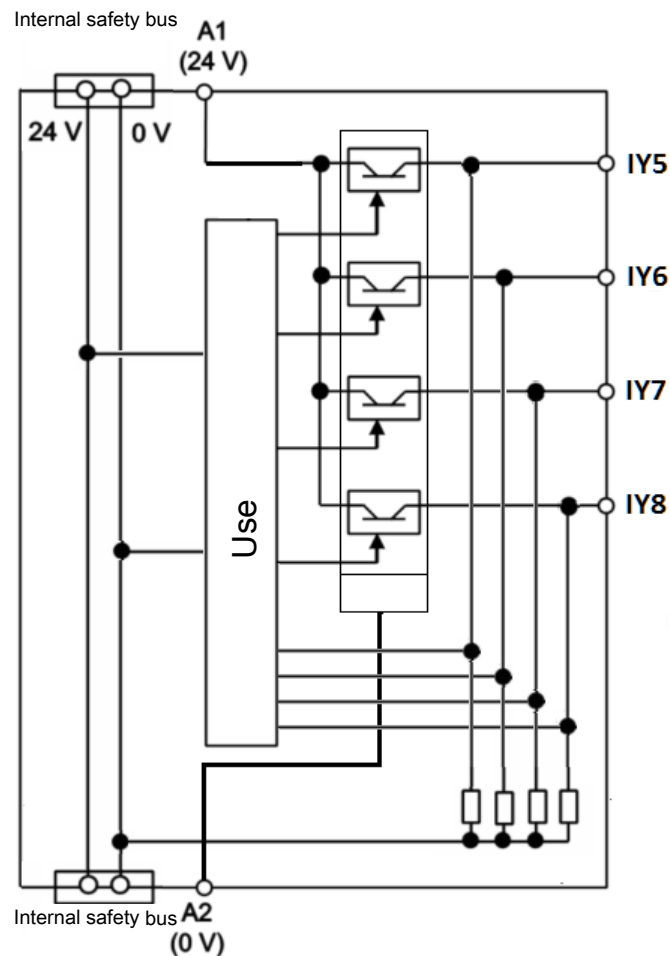 Internal safety bus
A1
(24 V)
24 V
0 V
IY5
IY6
IY7
IY8
Use
Internal safety bus
A2
(0 V)